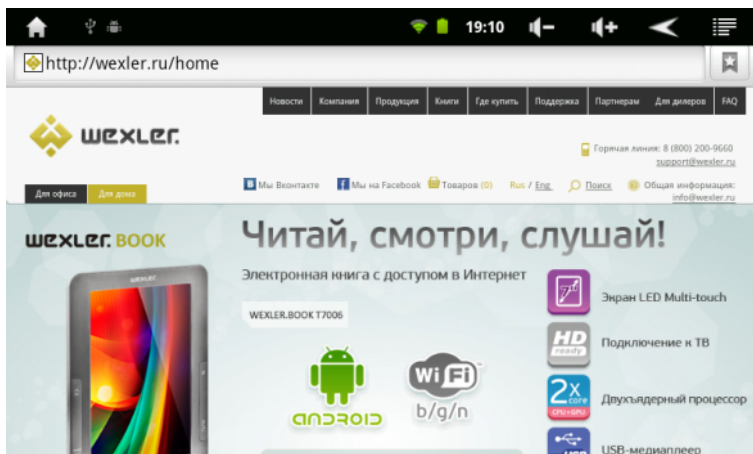 19:10
http://wexler.ru/home
Новости Компания Продукция Книги Где купить Поддержка Партнерам Для дилеров FAQ
wexler.
Горячая линия: 8 (800) 200-9660
support@wexler.ru
Для офиса Для дома
B Мы Вконтакте f Мы на Facebook Товаров (0) Rus / Eng Поиск Общая информация:
info@wexler.ru
wexler.BOOK
Читай, смотри, слушай!
Электронная книга с доступом в Интернет
WEXLER.BOOK T7006
WEXLER
7"
Экран LED Multi-touch
HD
ready
Подключение к ТВ
android
Wi Fi
b/g/n
2x
core
CPU+GPU
Двухъядерный процессор
USB
USB-медиаплеер